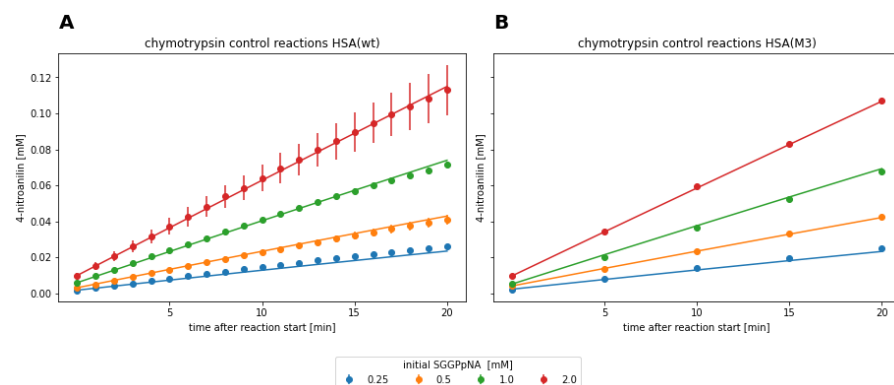 A
B
chymotrypsin control reactions HSA(wt)
chymotrypsin control reactions HSA(M3)
0.12
0.10
0.08
0.06
0.04
0.02
0.00
4-nitroanilin [mM]
4-nitroanilin [mM]
5
10
15
20
5
10
15
20
time after reaction start [min]
time after reaction start [min]
initial SGGPpNA [mM]
0.25
0.5
1.0
2.0